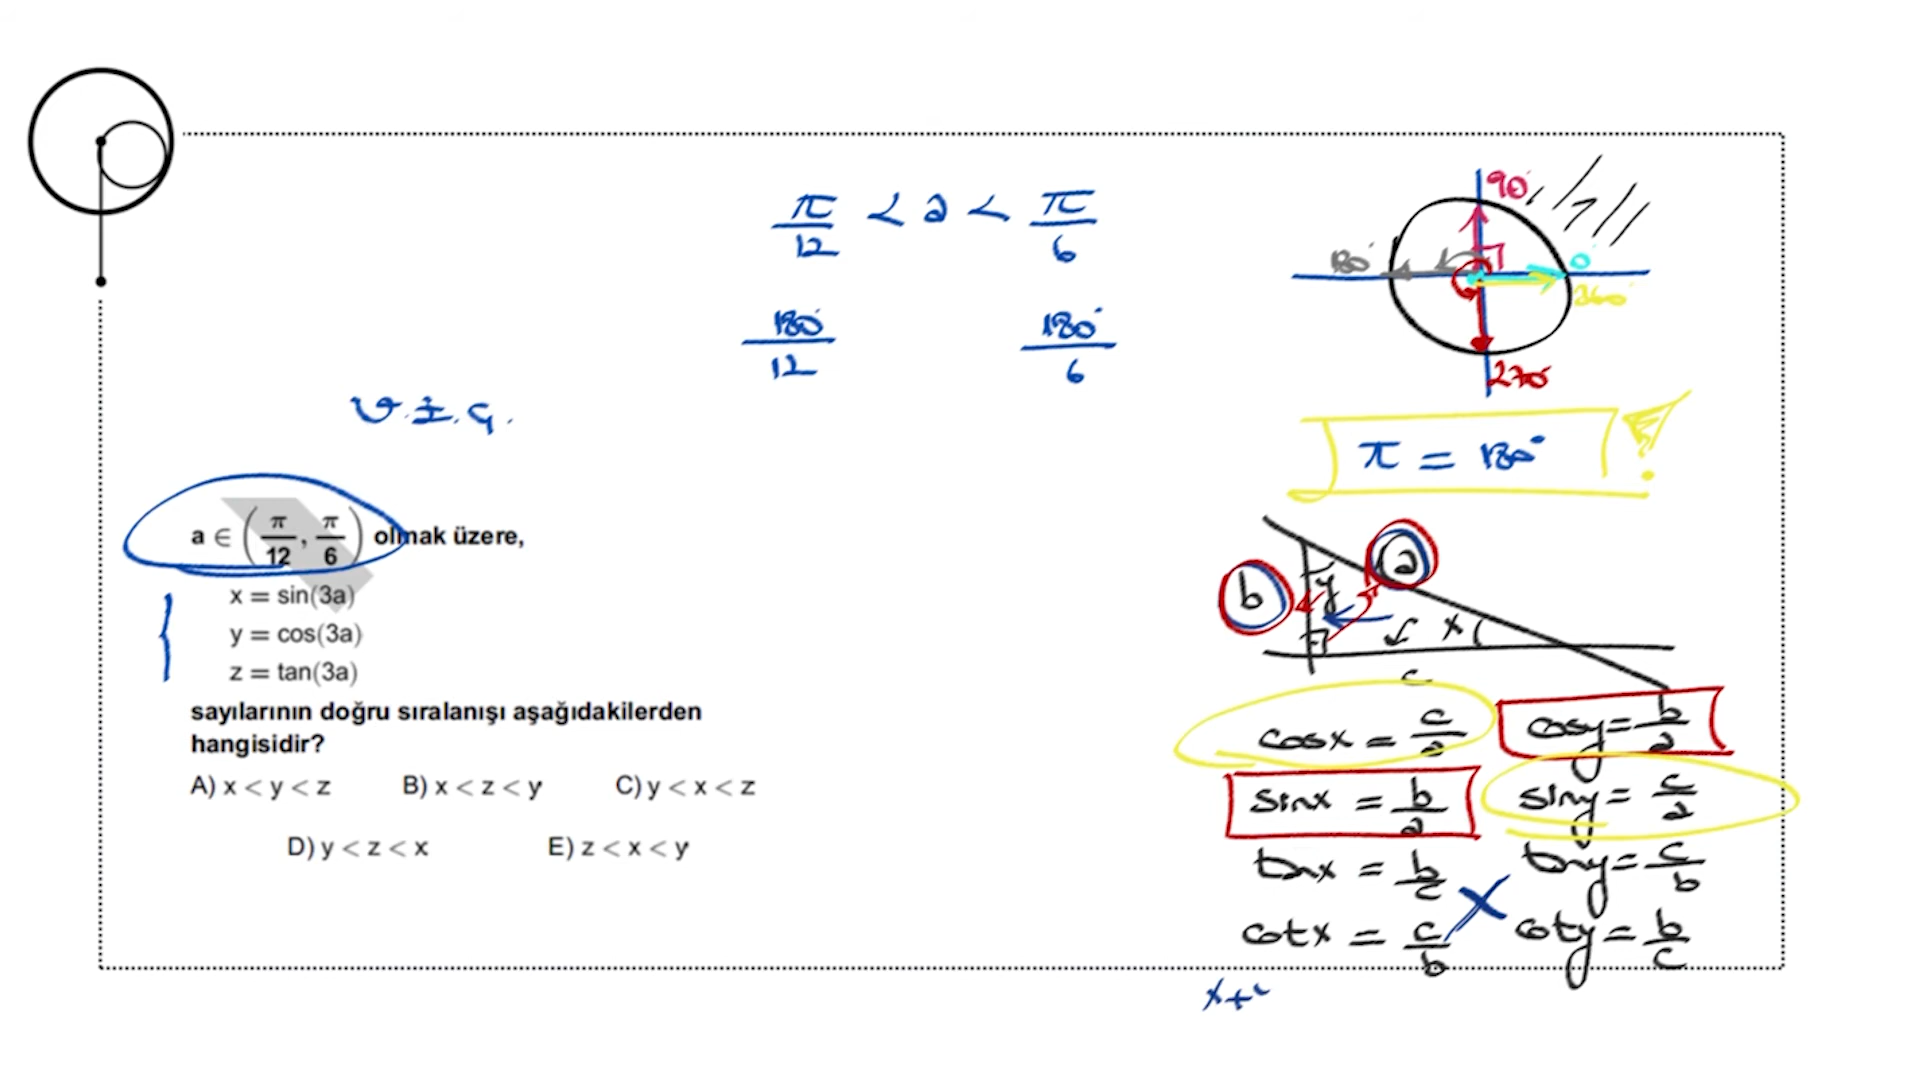 π/12 < a < π/6
180°/12 180°/6
90°
180°
0°
360°
270°
π = 180°
a ∈ (π/12, π/6) olmak üzere,
x = sin(3a)
y = cos(3a)
z = tan(3a)
sayılarının doğru sıralanışı aşağıdakilerden
hangisidir?
A) x < y < z B) x < z < y C) y < x < z
D) y < z < x E) z < x < y
a
b
y
x
c
cosx = c/a cosy = b/a
sinx = b/a siny = c/a
tanx = b/c tany = c/b
cotx = c/b coty = b/c